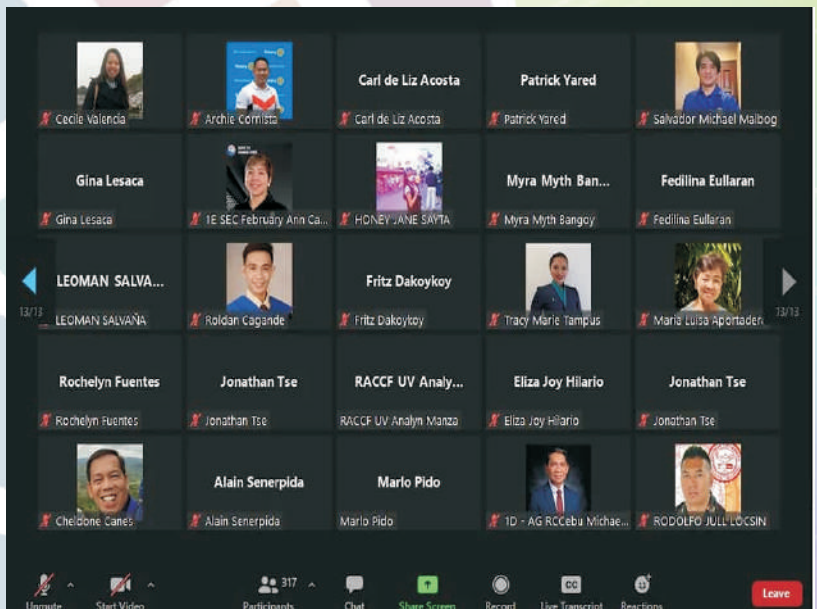 Cecile Valencia
Archie Cornista
Carl de Liz Acosta
Carl de Liz Acosta
Patrick Yared
Patrick Yared
Salvador Michael Malbog
Gina Lesaca
Gina Lesaca
1E SEC February Ann Ca...
HONEY JANE SAYTA
Myra Myth Ban...
Myra Myth Bangoy
Fedilina Eullaran
Fedilina Eullaran
13/13
LEOMAN SALVA...
LEOMAN SALVAÑA
Roldan Cagande
Fritz Dakoykoy
Fritz Dakoykoy
Tracy Marie Tampus
Maria Luisa Aportader
13/13
Rochelyn Fuentes
Rochelyn Fuentes
Jonathan Tse
Jonathan Tse
RACCF UV Analy...
RACCF UV Analyn Manza
Eliza Joy Hilario
Eliza Joy Hilario
Jonathan Tse
Jonathan Tse
Cheldone Canes
Alain Senerpida
Alain Senerpida
Marlo Pido
Marlo Pido
1D - AG RCCebu Michae...
RODOLFO JULL LOCSIN
Unmute
Start Video
317
Participants
Chat
Share Screen
Record
CC
Live Transcript
Reactions
Leave